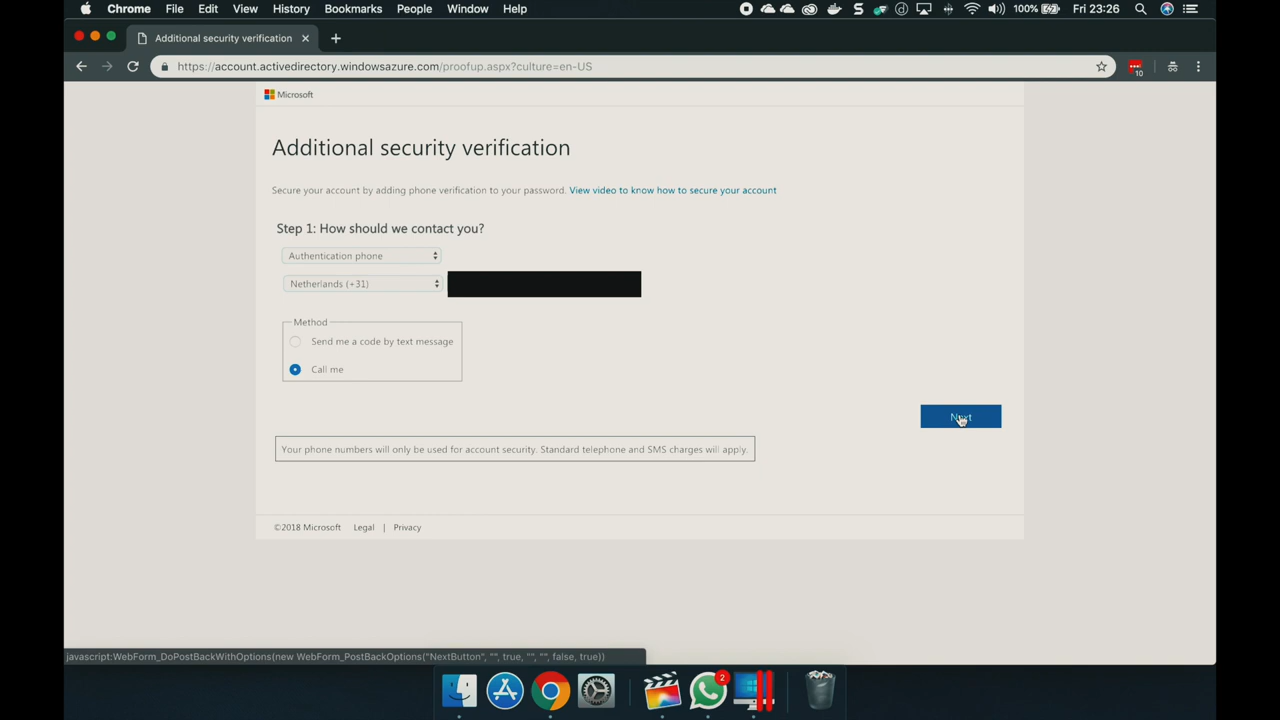 Chrome File Edit View History Bookmarks People Window Help 100% Fri 23:26
Additional security verification
https://account.activedirectory.windowsazure.com/proofup.aspx?culture=en-US
10
Microsoft
Additional security verification
Secure your account by adding phone verification to your password. View video to know how to secure your account
Step 1: How should we contact you?
Authentication phone
Netherlands (+31)
Method
Send me a code by text message
Call me
Next
Your phone numbers will only be used for account security. Standard telephone and SMS charges will apply.
©2018 Microsoft Legal | Privacy
javascript:WebForm_DoPostBackWithOptions(new WebForm_PostBackOptions("NextButton", "", true, "", "", false, true))
2